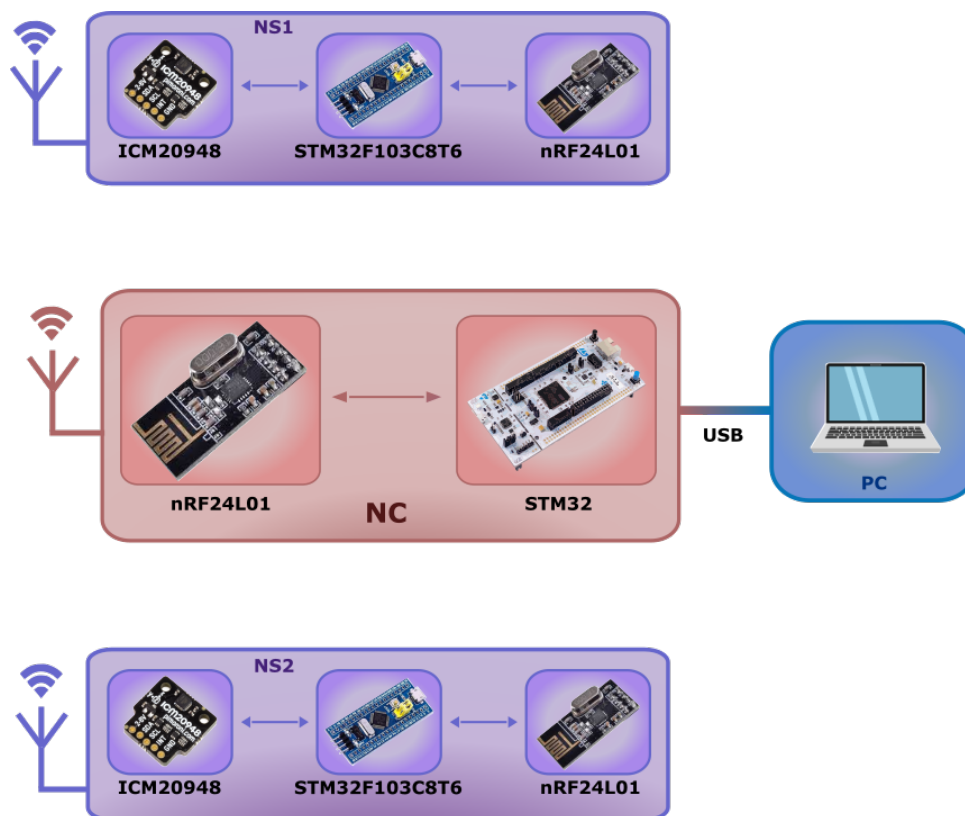 NS1
ICM20948
STM32F103C8T6
nRF24L01
nRF24L01
NC
STM32
USB
PC
NS2
ICM20948
STM32F103C8T6
nRF24L01